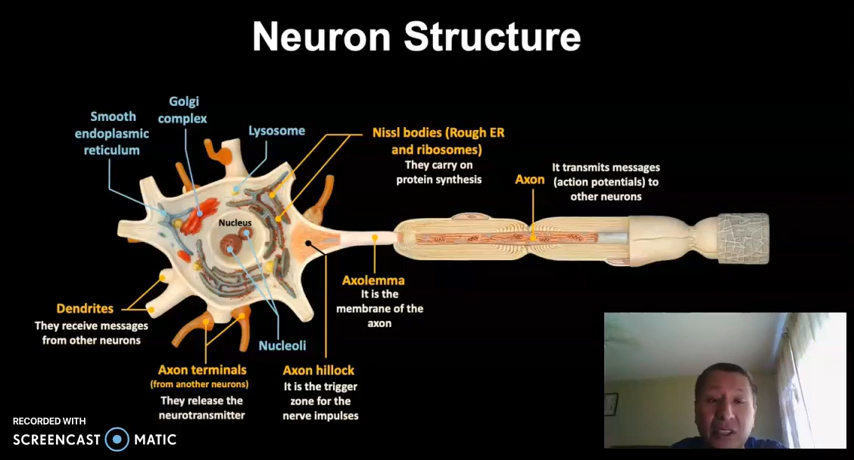 Neuron Structure
Golgi
complex
Smooth
endoplasmic
reticulum
Lysosome
Nissl bodies (Rough ER
and ribosomes)
They carry on
protein synthesis
Axon
It transmits messages
(action potentials) to
other neurons
Nucleus
Axolemma
It is the
membrane of the
axon
Dendrites
They receive messages
from other neurons
Nucleoli
Axon terminals
(from another neurons)
They release the
neurotransmitter
Axon hillock
It is the trigger
zone for the
nerve impulses
RECORDED WITH
SCREENCAST MATIC